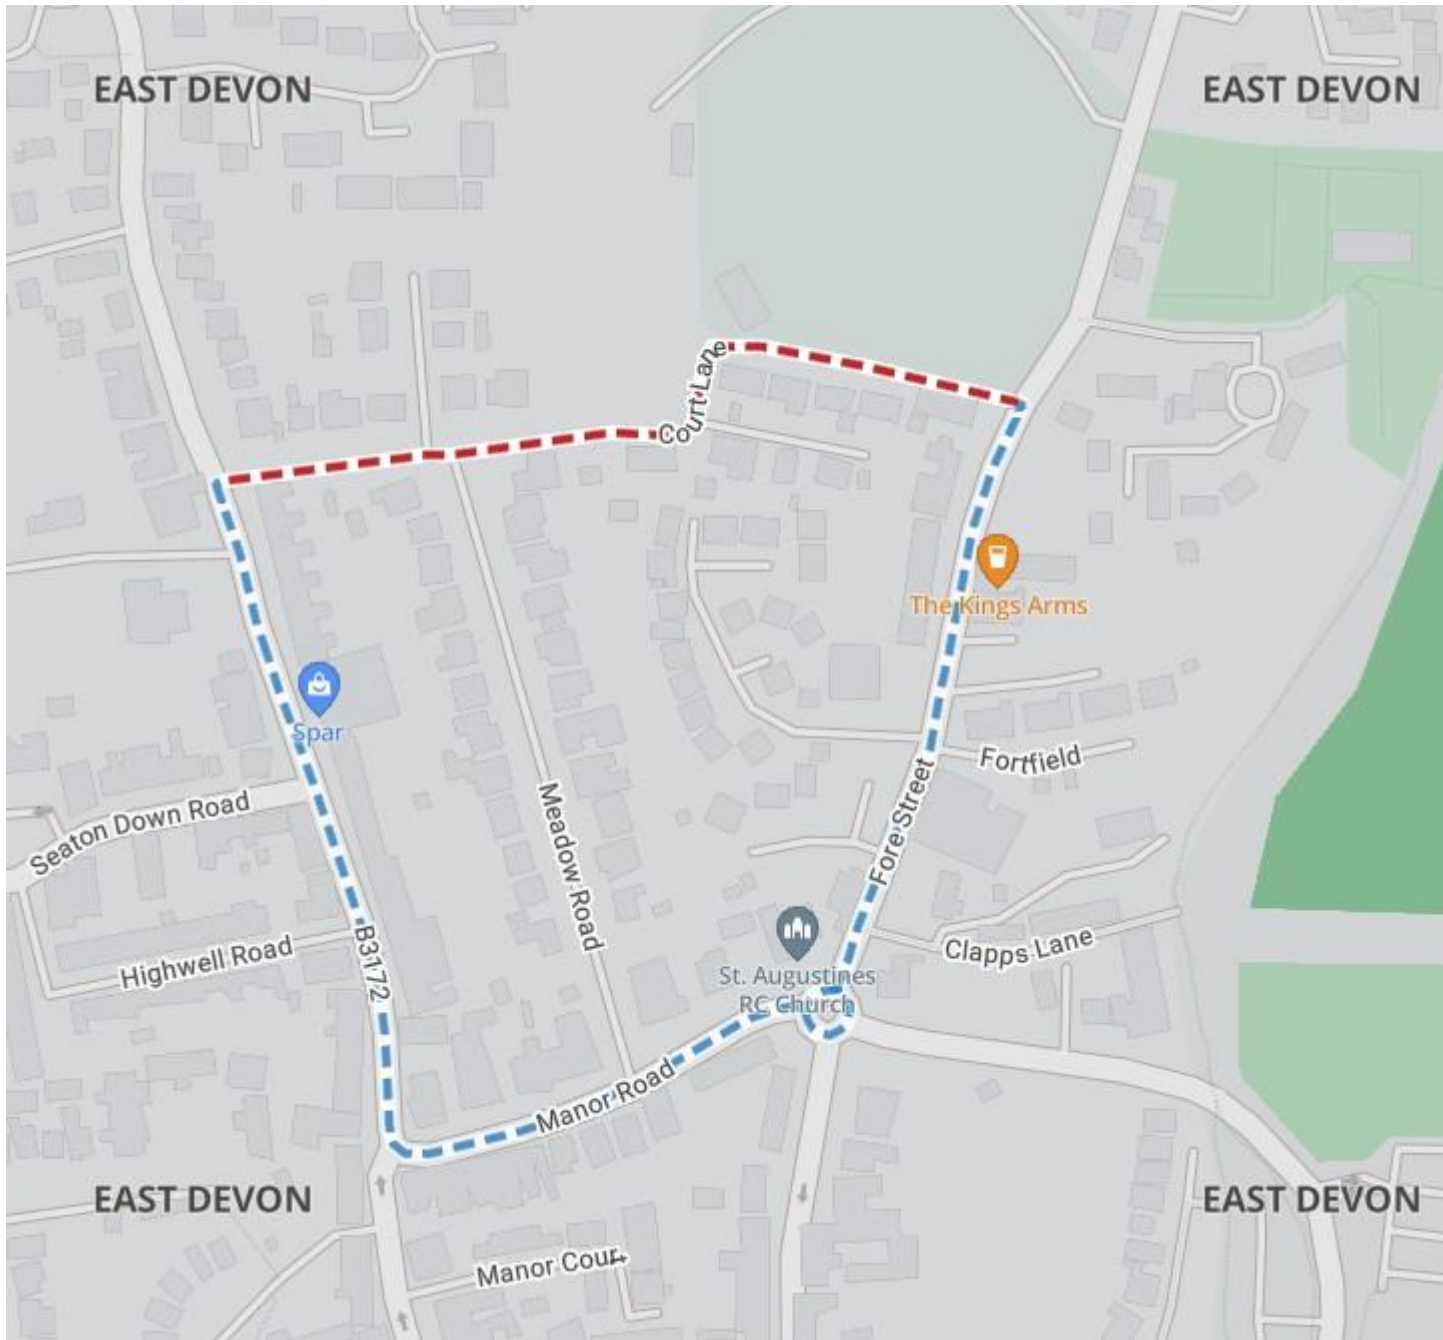 EAST DEVON
EAST DEVON
Court Lane
The Kings Arms
Spar
Fortfield
Seaton Down Road
Meadow Road
Fore Street
Highwell Road
B3172
St. Augustines
RC Church
Clapps Lane
Manor Road
EAST DEVON
EAST DEVON
Manor Cour